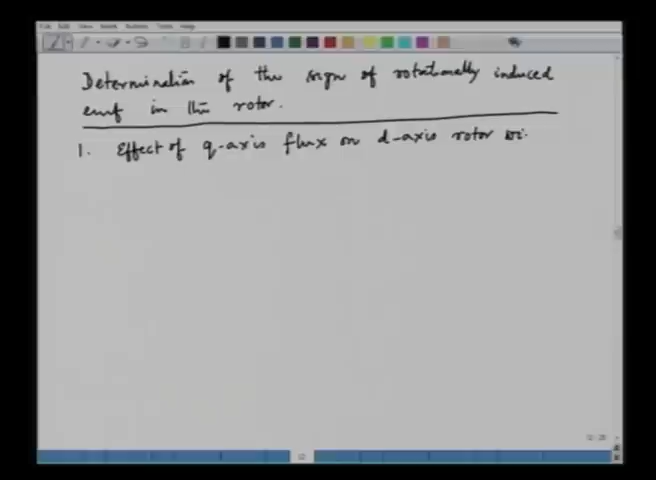 Determination of the sign of rotationally induced
emf in the rotor.
1. Effect of q-axis flux on d-axis rotor wi